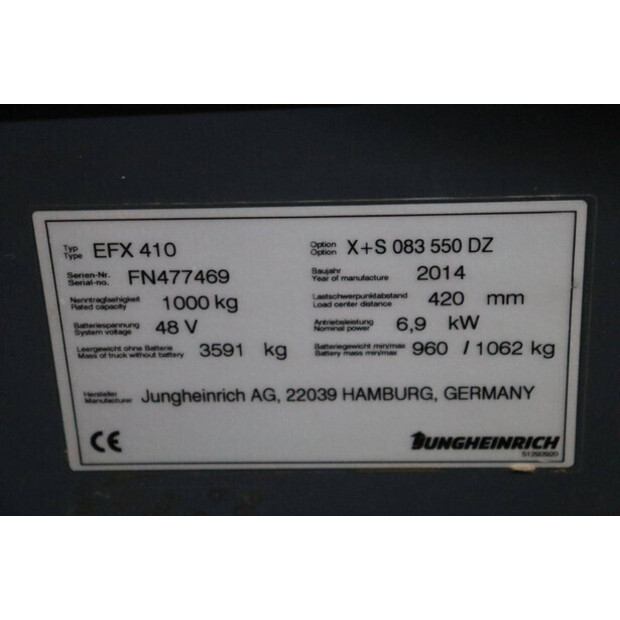 Typ Type EFX 410 Option Option X+S 083 550 DZ
Serien-Nr. Serial-no. FN477469 Baujahr Year of manufacture 2014
Nenntragfaehigkeit Rated capacity 1000 kg Lastschwerpunktabstand Load center distance 420 mm
Batteriespannung System voltage 48 V Antriebsleistung Nominal power 6,9 kW
Leergewicht ohne Batterie Mass of truck without battery 3591 kg Batteriegewicht min/max Battery mass min/max 960 / 1062 kg
Hersteller Manufacturer Jungheinrich AG, 22039 HAMBURG, GERMANY
CE JUNGHEINRICH